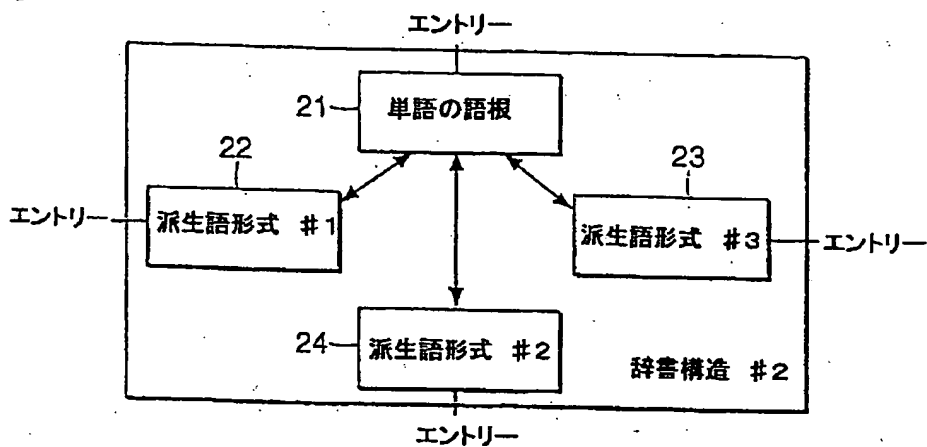 エントリー
21
単語の語根
22
23
エントリー
派生語形式 #1
派生語形式 #3
エントリー
24
派生語形式 #2
辞書構造 #2
エントリー